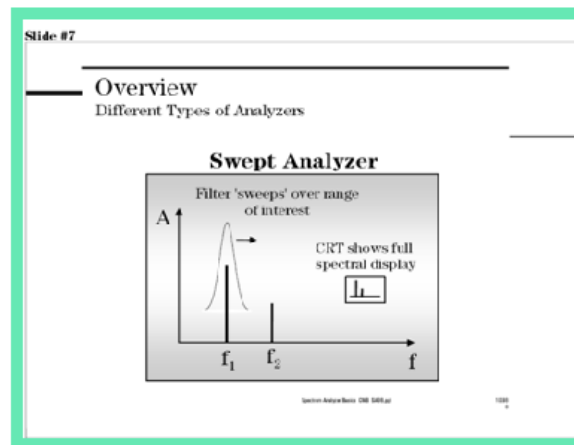 Slide #7
Overview
Different Types of Analyzers
Swept Analyzer
Filter 'sweeps' over range
of interest
A
CRT shows full
spectral display
f1
f2
f